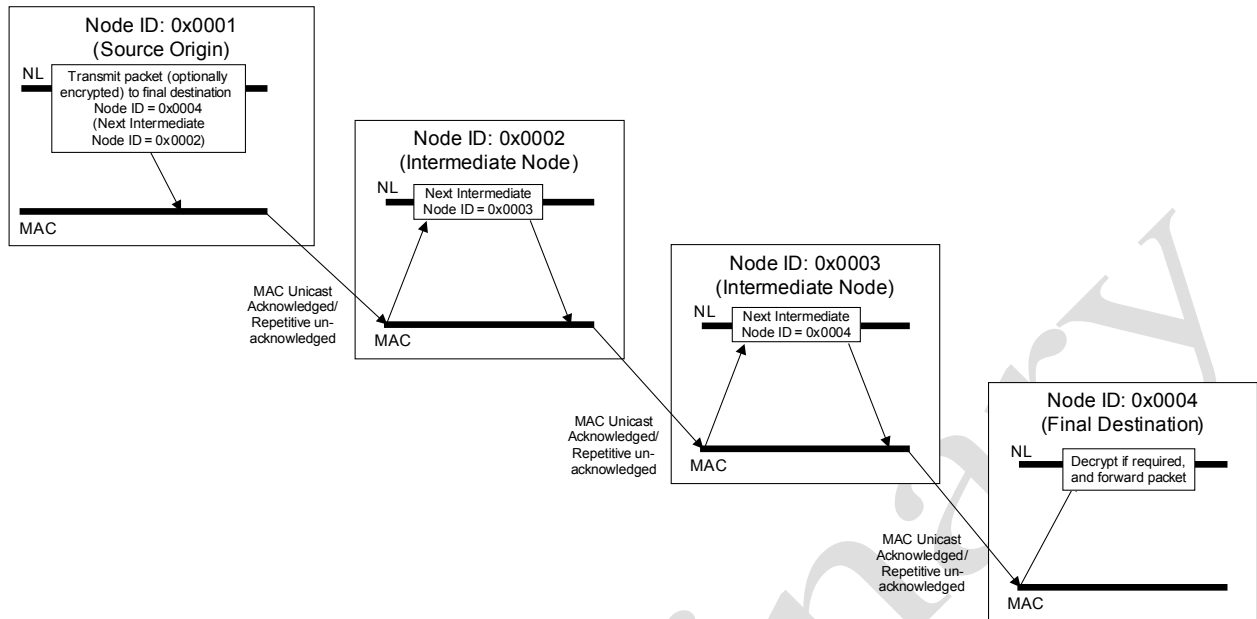 Node ID: 0x0001
(Source Origin)
NL
Transmit packet (optionally
encrypted) to final destination
Node ID = 0x0004
(Next Intermediate
Node ID = 0x0002)
MAC
MAC Unicast
Acknowledged/
Repetitive un-
acknowledged
Node ID: 0x0002
(Intermediate Node)
NL
Next Intermediate
Node ID = 0x0003
MAC
MAC Unicast
Acknowledged/
Repetitive un-
acknowledged
Node ID: 0x0003
(Intermediate Node)
NL
Next Intermediate
Node ID = 0x0004
MAC
MAC Unicast
Acknowledged/
Repetitive un-
acknowledged
Node ID: 0x0004
(Final Destination)
NL
Decrypt if required,
and forward packet
MAC
inary